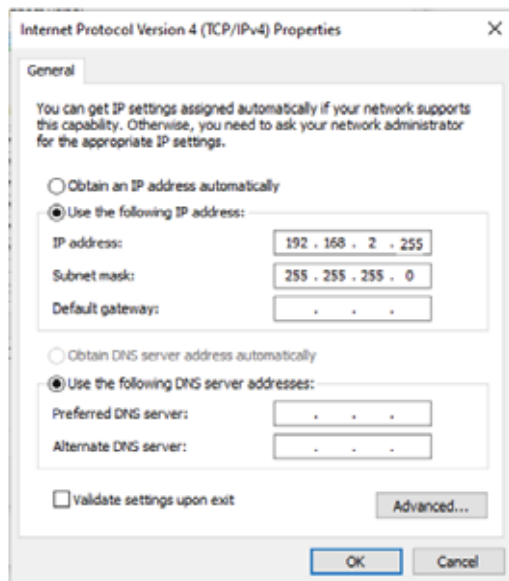 Internet Protocol Version 4 (TCP/IPv4) Properties
General
You can get IP settings assigned automatically if your network supports
this capability. Otherwise, you need to ask your network administrator
for the appropriate IP settings.
Obtain an IP address automatically
Use the following IP address:
IP address: 192 . 168 . 2 . 255
Subnet mask: 255 . 255 . 255 . 0
Default gateway: . . .
Obtain DNS server address automatically
Use the following DNS server addresses:
Preferred DNS server: . . .
Alternate DNS server: . . .
Validate settings upon exit
Advanced...
OK Cancel